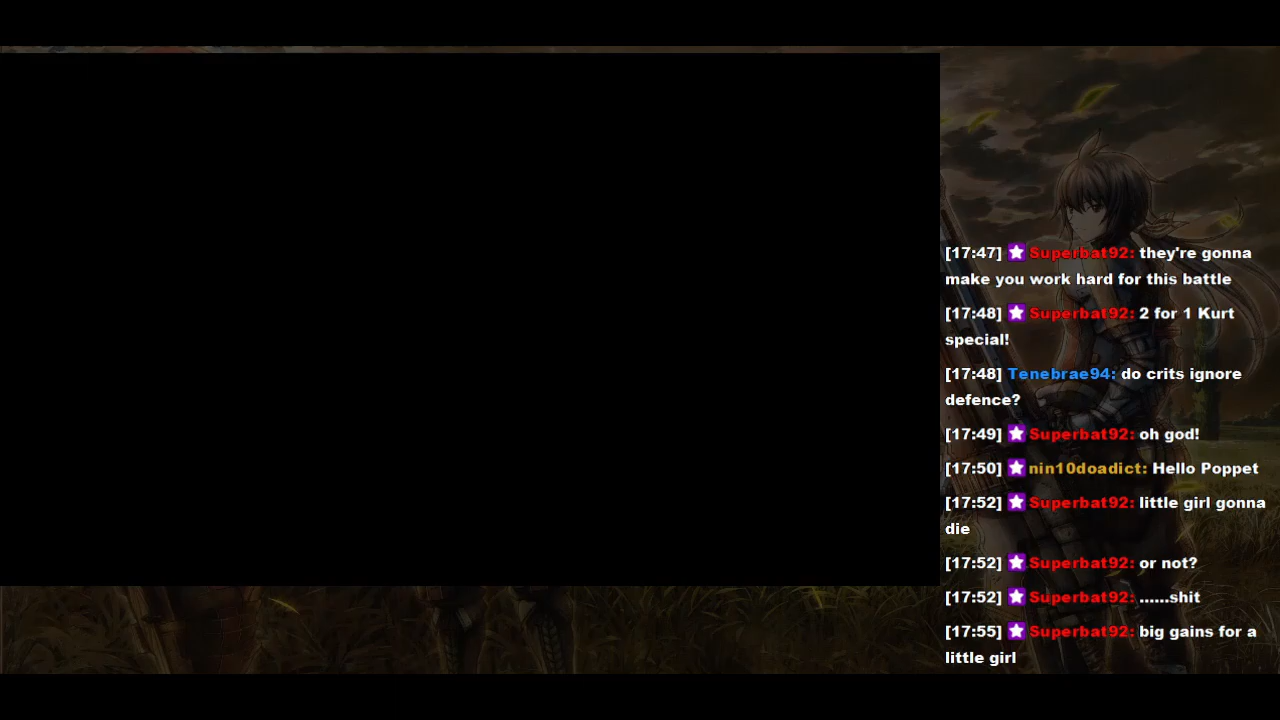 [17:47] Superbat92: they're gonna
make you work hard for this battle
[17:48] Superbat92: 2 for 1 Kurt
special!
[17:48] Tenebrae94: do crits ignore
defence?
[17:49] Superbat92: oh god!
[17:50] nin10doadict: Hello Poppet
[17:52] Superbat92: little girl gonna
die
[17:52] Superbat92: or not?
[17:52] Superbat92: ......shit
[17:55] Superbat92: big gains for a
little girl